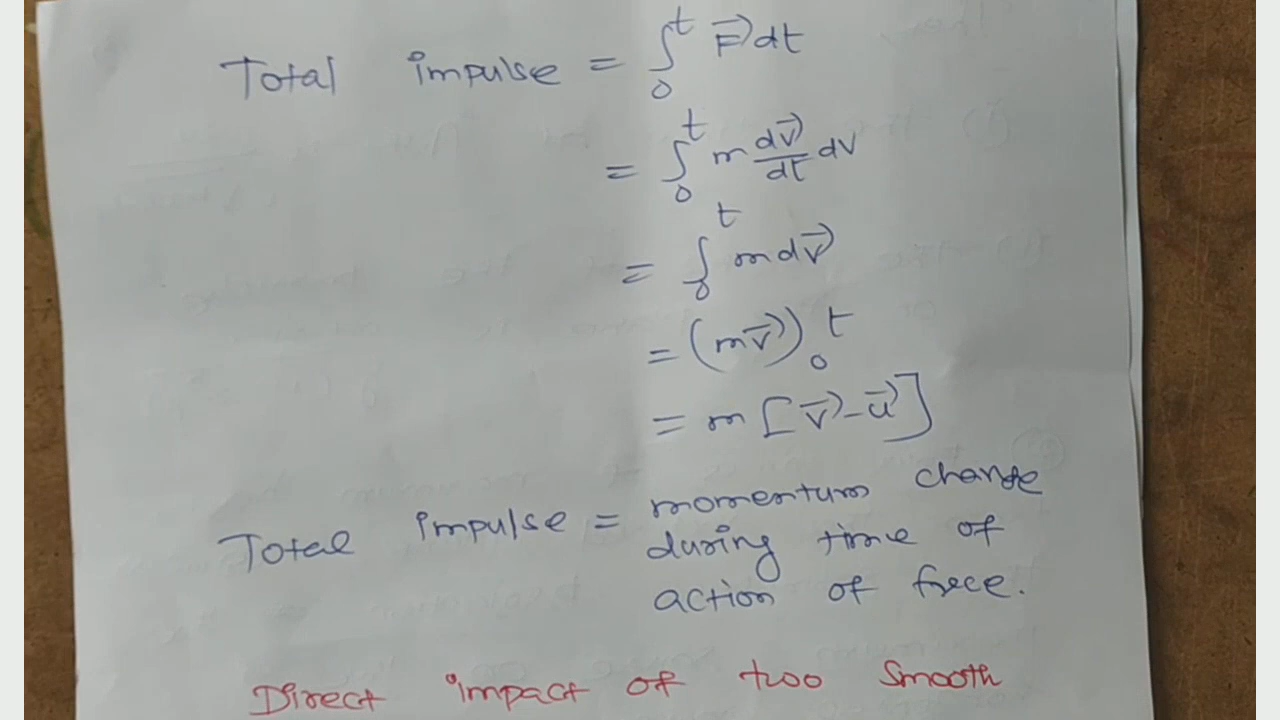 Total impulse = ∫₀ᵗ F⃗ dt
= ∫₀ᵗ m dv⃗/dt dv
= ∫₀ᵗ m dv⃗
= (mv⃗)₀ᵗ
= m [v⃗ - u⃗]
Total impulse = momentum change
during time of
action of force.
Direct impact of two smooth